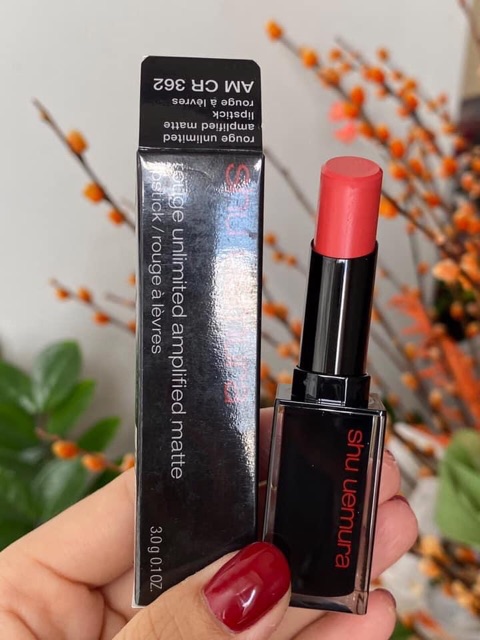 rouge unlimited
amplified matte
lipstick
rouge à lèvres
AM CR 362
shu uemura
rouge unlimited amplified matte
lipstick / rouge à lèvres
3.0 g 0.1 OZ.
shu uemura